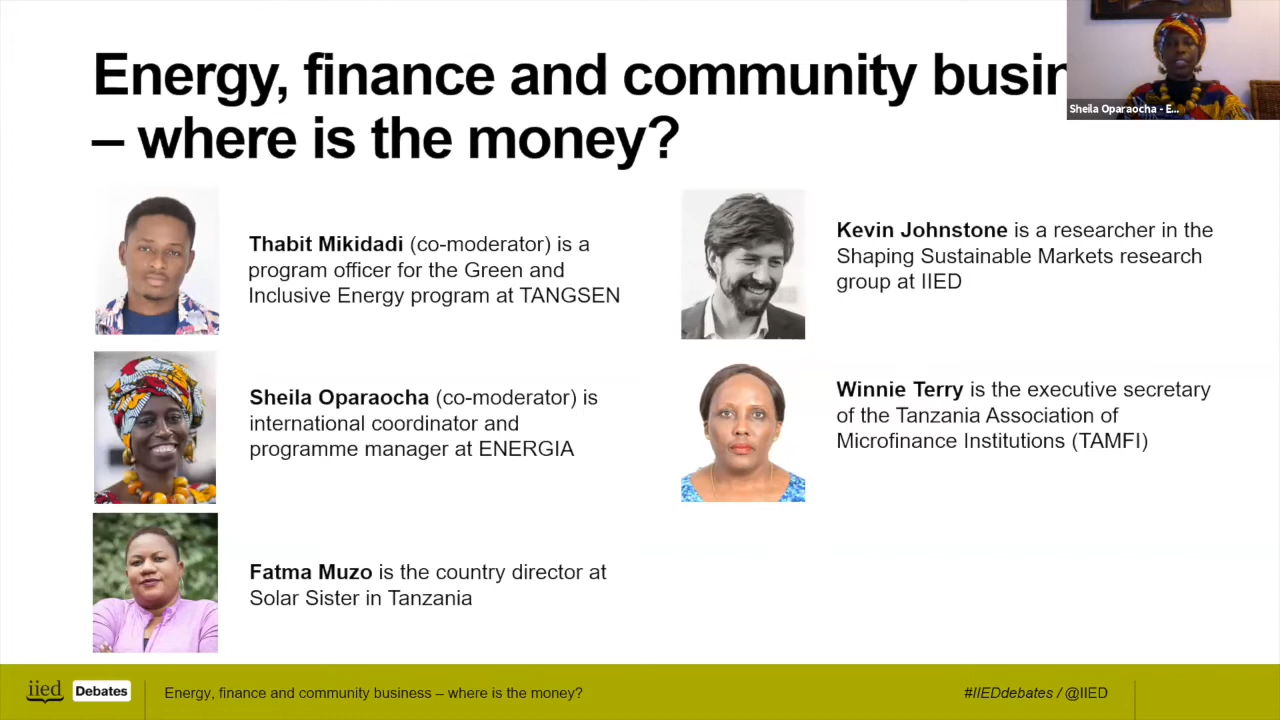 Energy, finance and community busin
– where is the money?
Sheila Oparaocha - E...
Thabit Mikidadi (co-moderator) is a
program officer for the Green and
Inclusive Energy program at TANGSEN
Sheila Oparaocha (co-moderator) is
international coordinator and
programme manager at ENERGIA
Fatma Muzo is the country director at
Solar Sister in Tanzania
Kevin Johnstone is a researcher in the
Shaping Sustainable Markets research
group at IIED
Winnie Terry is the executive secretary
of the Tanzania Association of
Microfinance Institutions (TAMFI)
iied Debates
Energy, finance and community business – where is the money?
#IIEDdebates / @IIED